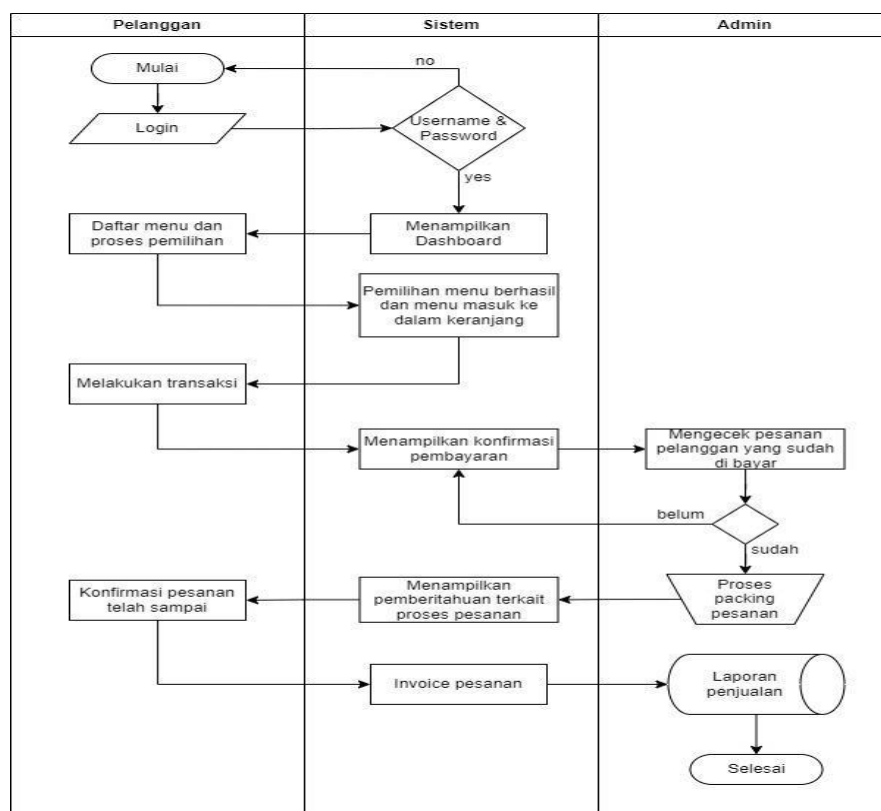 Pelanggan
Sistem
Admin
Mulai
no
Login
Username &
Password
yes
Daftar menu dan
proses pemilihan
Menampilkan
Dashboard
Pemilihan menu berhasil
dan menu masuk ke
dalam keranjang
Melakukan transaksi
Menampilkan konfirmasi
pembayaran
Mengecek pesanan
pelanggan yang sudah
di bayar
belum
sudah
Proses
packing
pesanan
Menampilkan
pemberitahuan terkait
proses pesanan
Konfirmasi pesanan
telah sampai
Invoice pesanan
Laporan
penjualan
Selesai